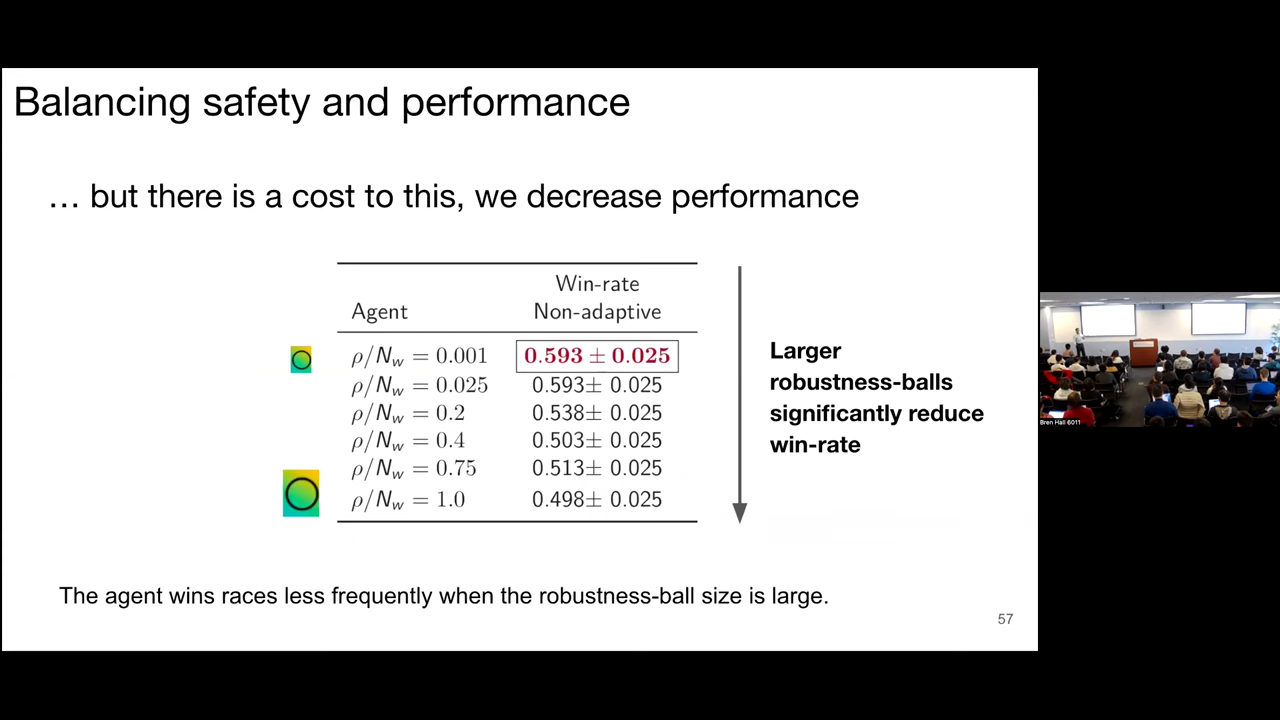 Balancing safety and performance
… but there is a cost to this, we decrease performance
Win-rate
Agent Non-adaptive
ρ/N_w = 0.001 0.593 ± 0.025
ρ/N_w = 0.025 0.593± 0.025
ρ/N_w = 0.2 0.538± 0.025
ρ/N_w = 0.4 0.503± 0.025
ρ/N_w = 0.75 0.513± 0.025
ρ/N_w = 1.0 0.498± 0.025
Larger
robustness-balls
significantly reduce
win-rate
The agent wins races less frequently when the robustness-ball size is large.
57
Bren Hall 6011